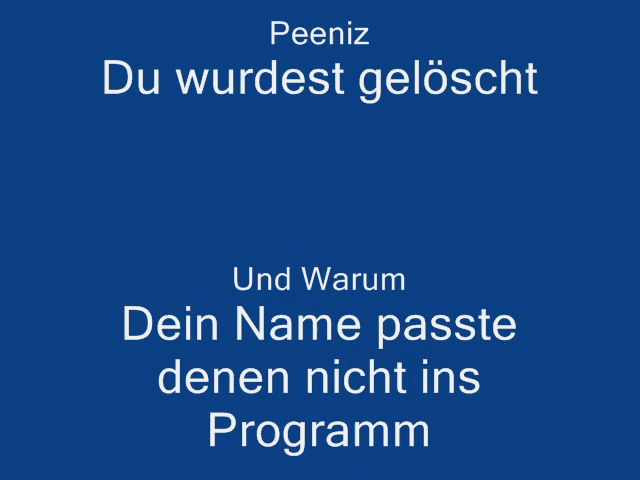 Peeniz
Du wurdest gelöscht
Und Warum
Dein Name passte
denen nicht ins
Programm